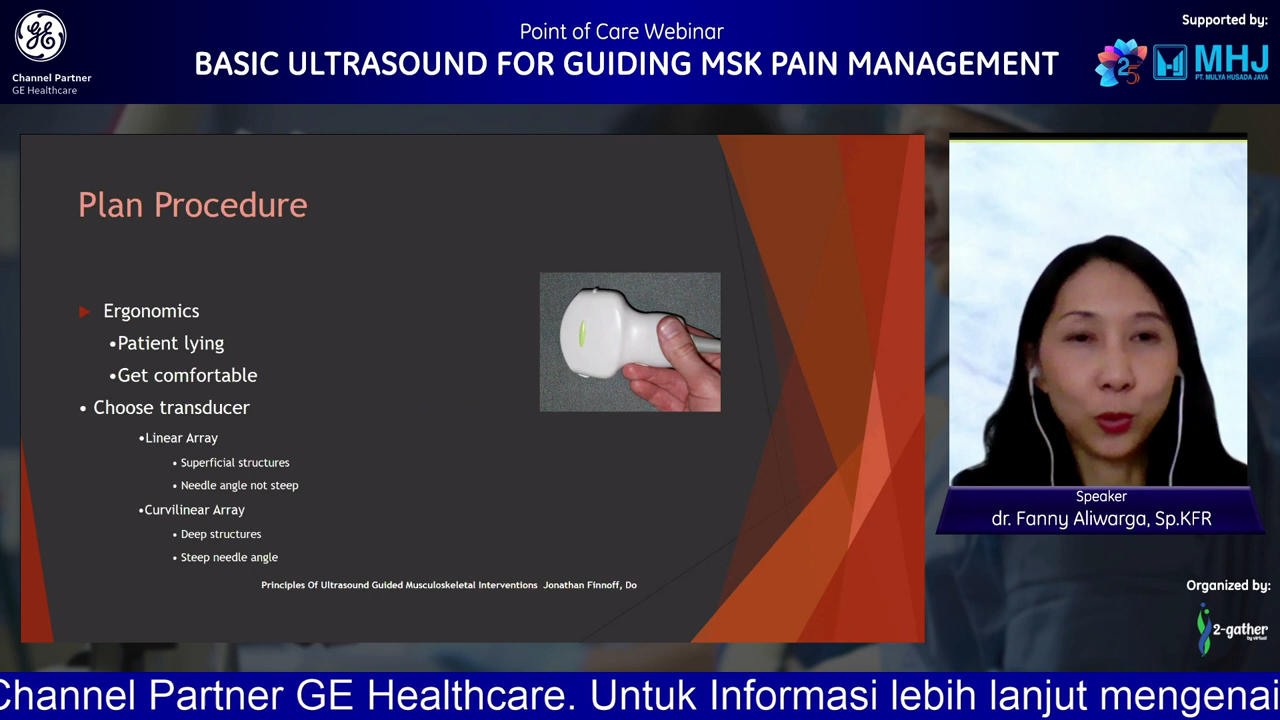 Channel Partner
GE Healthcare
Point of Care Webinar
BASIC ULTRASOUND FOR GUIDING MSK PAIN MANAGEMENT
Supported by:
25
MHJ
PT. MULYA HUSADA JAYA
Plan Procedure
Ergonomics
•Patient lying
•Get comfortable
• Choose transducer
•Linear Array
• Superficial structures
• Needle angle not steep
•Curvilinear Array
• Deep structures
• Steep needle angle
Principles Of Ultrasound Guided Musculoskeletal Interventions Jonathan Finnoff, Do
Speaker
dr. Fanny Aliwarga, Sp.KFR
Organized by:
2-gather
by virtual
Channel Partner GE Healthcare. Untuk Informasi lebih lanjut mengenai